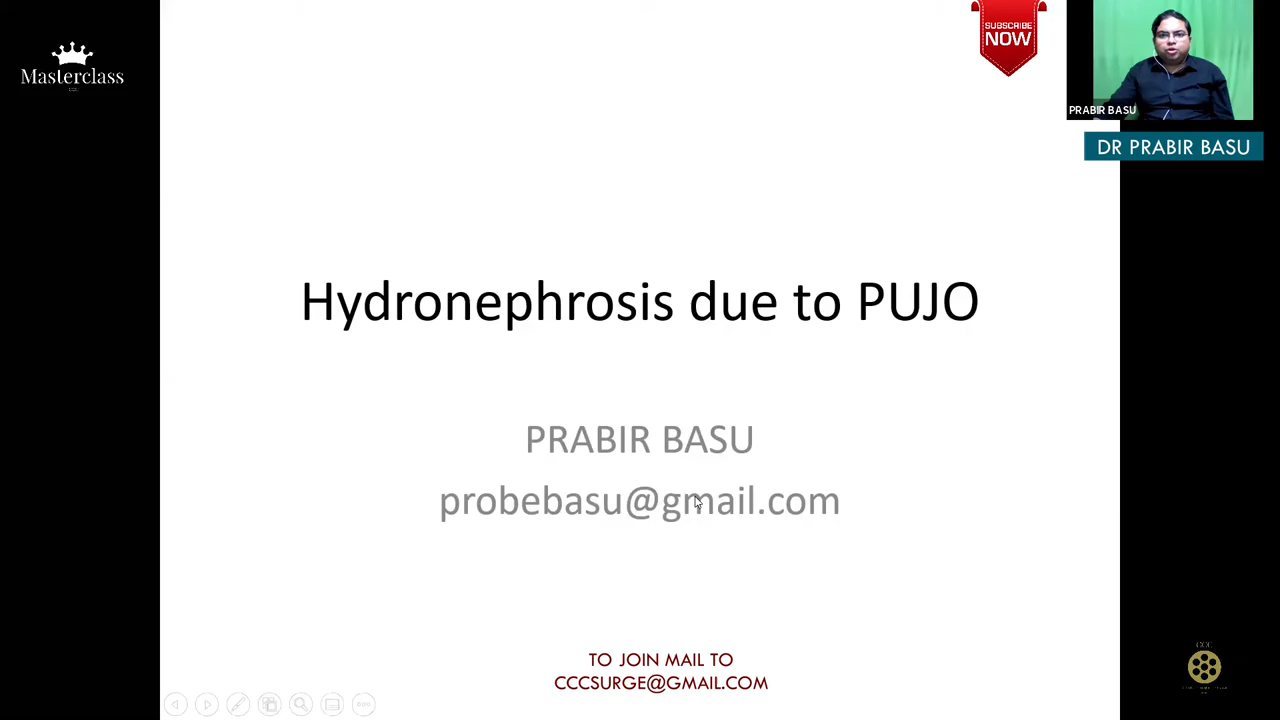 Masterclass
SUBSCRIBE
NOW
PRABIR BASU
DR PRABIR BASU
Hydronephrosis due to PUJO
PRABIR BASU
probebasu@gmail.com
TO JOIN MAIL TO
CCCSURGE@GMAIL.COM
CCC